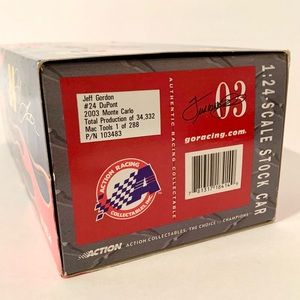 Jeff Gordon
#24 DuPont
2003 Monte Carlo
Total Production of 34,332
Mac Tools 1 of 288
P/N 103483
AUTHENTIC RACING COLLECTABLE
03
goracing.com.
1:24-SCALE STOCK CAR
ACTION RACING
COLLECTABLES, INC.
ACTION
ACTION COLLECTABLES, THE CHOICE OF CHAMPIONS